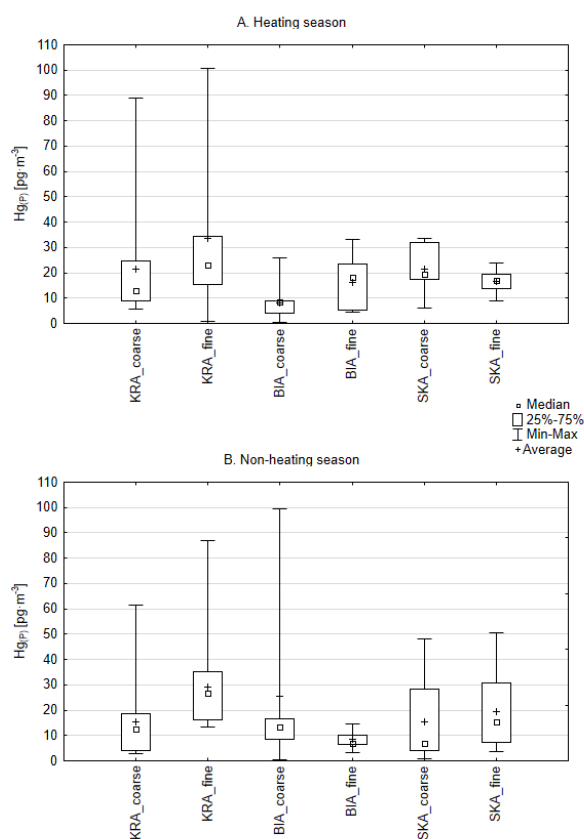 A. Heating season
110
100
90
80
70
60
50
40
30
20
10
0
Hg(P) [pg·m⁻³]
KRA_coarse
KRA_fine
BIA_coarse
BIA_fine
SKA_coarse
SKA_fine
Median
25%-75%
Min-Max
Average
B. Non-heating season
110
100
90
80
70
60
50
40
30
20
10
0
Hg(P) [pg·m⁻³]
KRA_coarse
KRA_fine
BIA_coarse
BIA_fine
SKA_coarse
SKA_fine